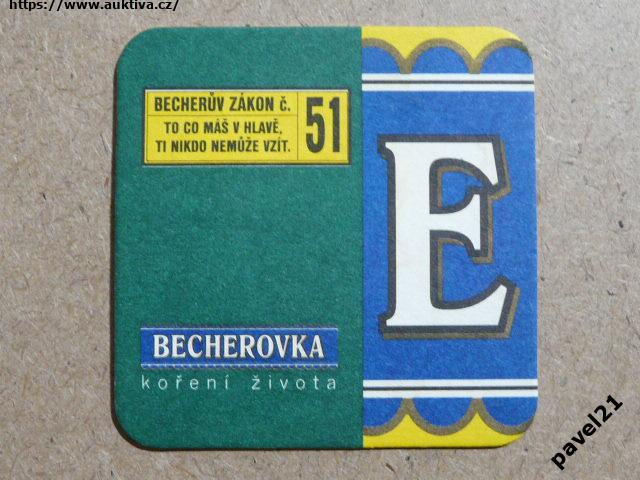 https://www.auktiva.cz/
BECHERŮV ZÁKON č.
TO CO MÁŠ V HLAVĚ,
TI NIKDO NEMŮŽE VZÍT.
51
E
BECHEROVKA
koření života
pavel21